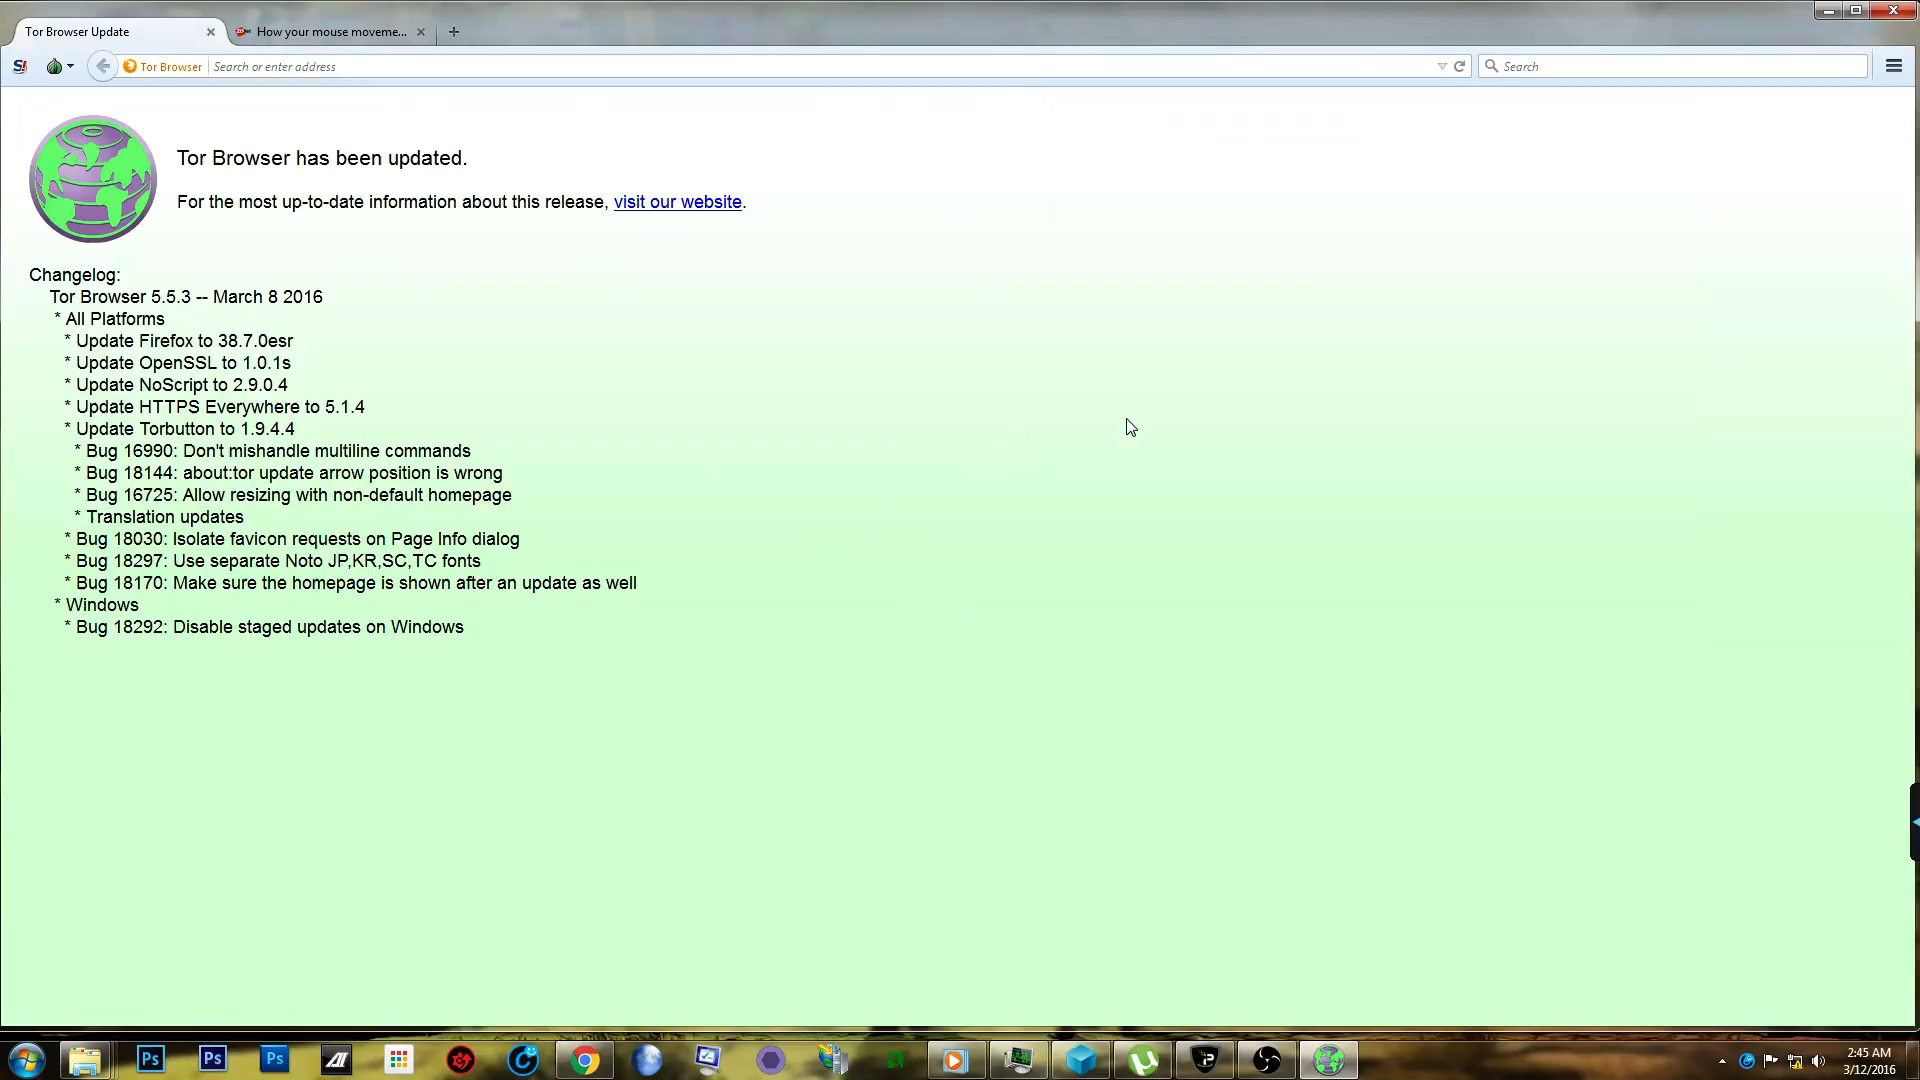 Tor Browser Update
How your mouse moveme...
Tor Browser
Search or enter address
Search
Tor Browser has been updated.
For the most up-to-date information about this release, visit our website.
Changelog:
Tor Browser 5.5.3 -- March 8 2016
* All Platforms
* Update Firefox to 38.7.0esr
* Update OpenSSL to 1.0.1s
* Update NoScript to 2.9.0.4
* Update HTTPS Everywhere to 5.1.4
* Update Torbutton to 1.9.4.4
* Bug 16990: Don't mishandle multiline commands
* Bug 18144: about:tor update arrow position is wrong
* Bug 16725: Allow resizing with non-default homepage
* Translation updates
* Bug 18030: Isolate favicon requests on Page Info dialog
* Bug 18297: Use separate Noto JP,KR,SC,TC fonts
* Bug 18170: Make sure the homepage is shown after an update as well
* Windows
* Bug 18292: Disable staged updates on Windows
Ps
Ps
Ps
2:45 AM
3/12/2016